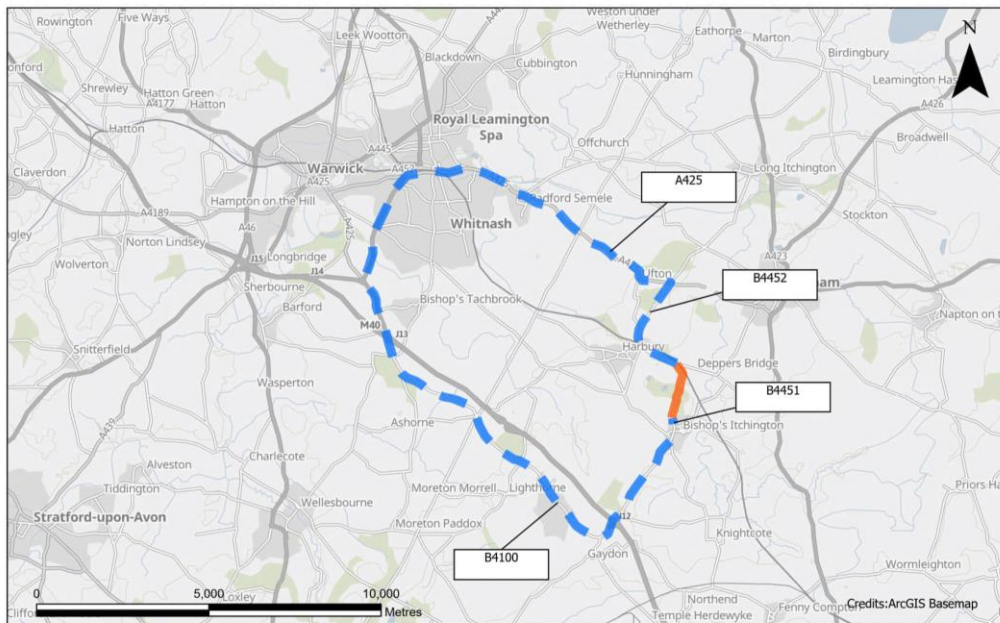 Rowington
Five Ways
Leek Wootton
Weston under
Wetherley
Eathorpe
Marton
N
Birdingbury
Blackdown
Cubbington
Hunningham
Shrewley
Hatton Green
A4177
Hatton
Leamington Has
A426
Royal Leamington
Spa
Offchurch
Broadwell
A445
A452
Warwick
A425
Long Itchington
Claverdon
Hampton on the Hill
A425
Radford Semele
A425
Stockton
A4189
A46
Whitnash
Norton Lindsey
Longbridge
J15
J14
Ufton
A423
B4452
Wolverton
Sherbourne
Barford
Bishop's Tachbrook
Napton on t
M40
J13
Snitterfield
Harbury
Deppers Bridge
Wasperton
B4451
A439
Ashorne
Bishop's Itchington
Charlecote
Alveston
Tiddington
Wellesbourne
Moreton Morrell
Lighthorne
Priors Ha
Stratford-upon-Avon
Moreton Paddox
J12
Knightcote
B4100
Gaydon
Wormleighton
0
5,000
10,000
Metres
Loxley
Northend
Temple Herdewyke
Fenny Compton
Credits:ArcGIS Basemap